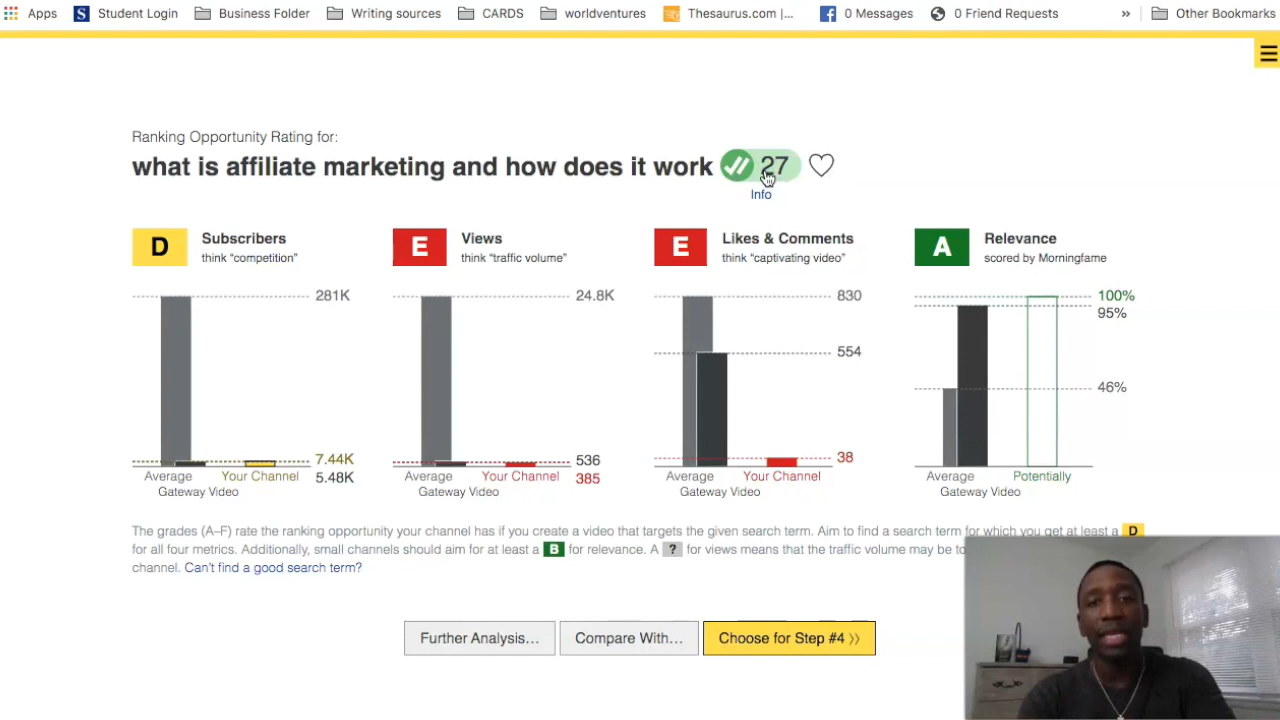 Apps Student Login Business Folder Writing sources CARDS worldventures Thesaurus.com |... 0 Messages 0 Friend Requests » Other Bookmarks
Ranking Opportunity Rating for:
what is affiliate marketing and how does it work 27
Info
D Subscribers
think “competition”
281K
7.44K
5.48K
Average Your Channel
Gateway Video
E Views
think “traffic volume”
24.8K
536
385
Average Your Channel
Gateway Video
E Likes & Comments
think “captivating video”
830
554
38
Average Your Channel
Gateway Video
A Relevance
scored by Morningfame
100%
95%
46%
Average Potentially
Gateway Video
The grades (A–F) rate the ranking opportunity your channel has if you create a video that targets the given search term. Aim to find a search term for which you get at least a D
for all four metrics. Additionally, small channels should aim for at least a B for relevance. A ? for views means that the traffic volume may be to
channel. Can't find a good search term?
Further Analysis... Compare With... Choose for Step #4 »